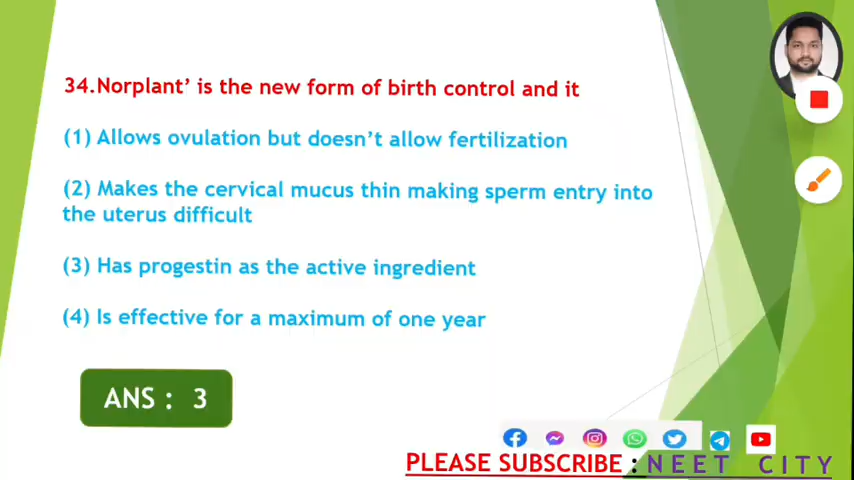 34.Norplant' is the new form of birth control and it
(1) Allows ovulation but doesn't allow fertilization
(2) Makes the cervical mucus thin making sperm entry into
the uterus difficult
(3) Has progestin as the active ingredient
(4) Is effective for a maximum of one year
ANS : 3
PLEASE SUBSCRIBE : NEET CITY